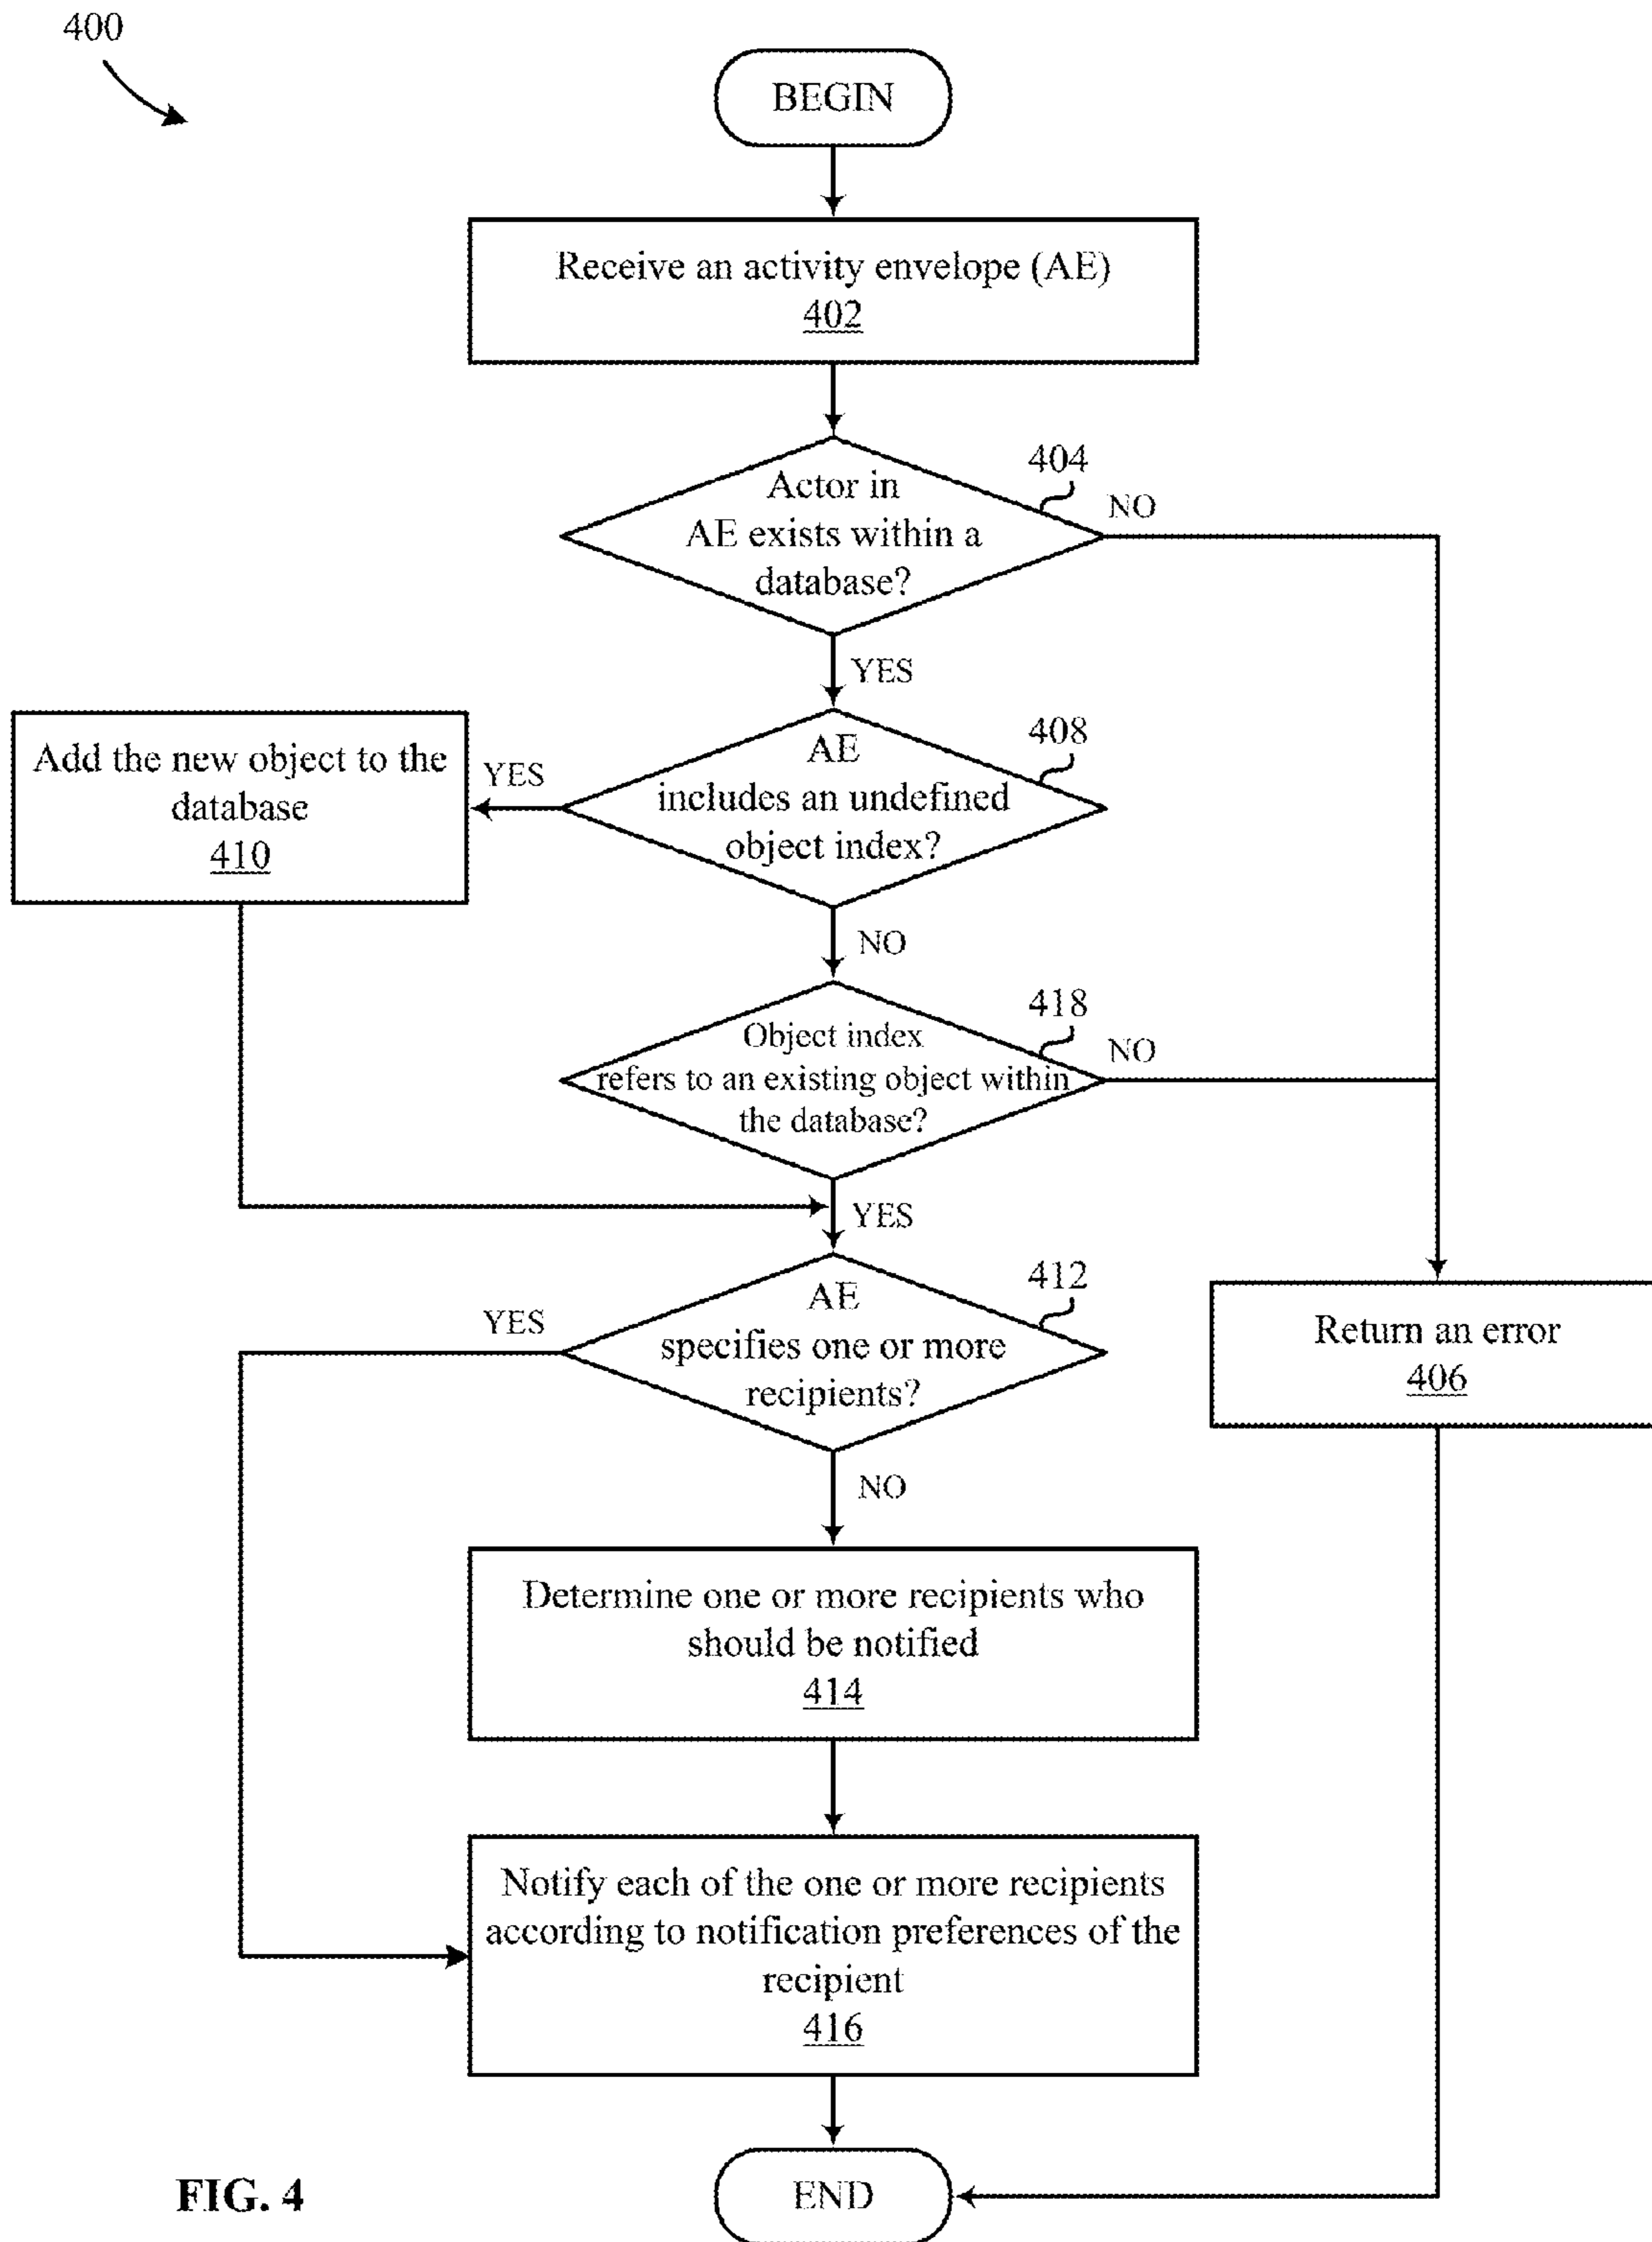 400
BEGIN
Receive an activity envelope (AE)
402
404
Actor in
AE exists within a
database?
NO
YES
408
AE
includes an undefined
object index?
YES
Add the new object to the
database
410
NO
418
Object index
refers to an existing object within
the database?
NO
YES
412
AE
specifies one or more
recipients?
YES
Return an error
406
NO
Determine one or more recipients who
should be notified
414
Notify each of the one or more recipients
according to notification preferences of the
recipient
416
END
FIG. 4